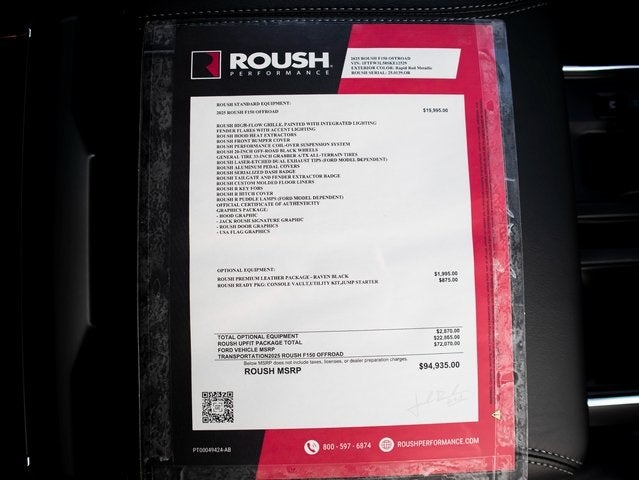 ROUSH
PERFORMANCE
2025 ROUSH F150 OFFROAD
EXTERIOR COLOR: Rapid Red Metallic
ROUSH SERIAL:
ROUSH STANDARD EQUIPMENT:
2025 ROUSH F150 OFFROAD $19,995.00
ROUSH HIGH-FLOW GRILLE, PAINTED WITH INTEGRATED LIGHTING
FENDER FLARES WITH ACCENT LIGHTING
ROUSH HOOD HEAT EXTRACTORS
ROUSH FRONT BUMPER COVER
ROUSH PERFORMANCE COIL-OVER SUSPENSION SYSTEM
ROUSH 20-INCH OFF-ROAD BLACK WHEELS
GENERAL TIRE 33-INCH GRABBER A/TX ALL-TERRAIN TIRES
ROUSH LASER-ETCHED DUAL EXHAUST TIPS (FORD MODEL DEPENDENT)
ROUSH ALUMINUM PEDAL COVERS
ROUSH SERIALIZED DASH BADGE
ROUSH TAILGATE AND FENDER EXTRACTOR BADGE
ROUSH CUSTOM MOLDED FLOOR LINERS
ROUSH R KEY FOBS
ROUSH R HITCH COVER
ROUSH R PUDDLE LAMPS (FORD MODEL DEPENDENT)
OFFICIAL CERTIFICATE OF AUTHENTICITY
GRAPHICS PACKAGE:
- HOOD GRAPHIC
- JACK ROUSH SIGNATURE GRAPHIC
- ROUSH DOOR GRAPHICS
- USA FLAG GRAPHICS
OPTIONAL EQUIPMENT:
ROUSH PREMIUM LEATHER PACKAGE - RAVEN BLACK $1,995.00
ROUSH READY PKG: CONSOLE VAULT,UTILITY KIT,JUMP STARTER $875.00
TOTAL OPTIONAL EQUIPMENT $2,870.00
ROUSH UPFIT PACKAGE TOTAL $22,865.00
FORD VEHICLE MSRP $72,070.00
TRANSPORTATION2025 ROUSH F150 OFFROAD
Below MSRP does not include taxes, licenses, or dealer preparation charges.
ROUSH MSRP $94,935.00
PT00049424-AB
800 - 597 - 6874
ROUSHPERFORMANCE.COM